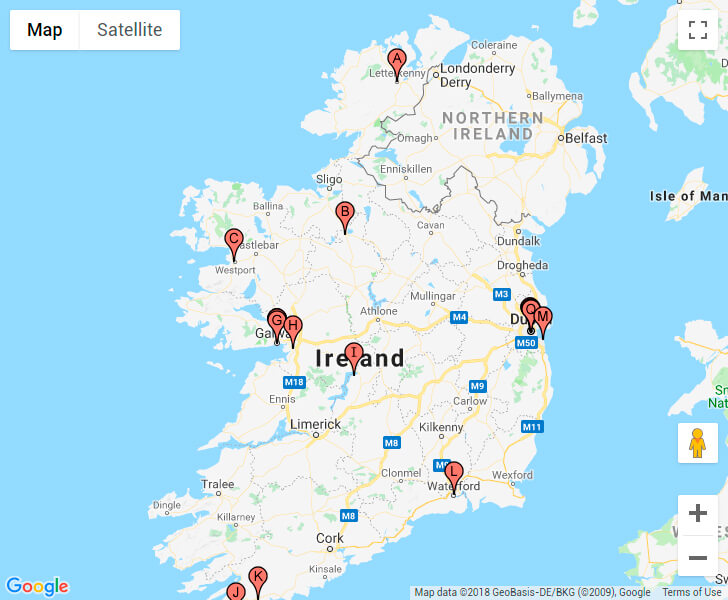 Map Satellite
Coleraine
A
Letterkenny
Londonderry
Derry
Ballymena
NORTHERN
IRELAND
Omagh
Belfast
Enniskillen
Sligo
Isle of Man
Ballina
B
Cavan
C
Castlebar
Dundalk
Westport
Drogheda
Mullingar
M3
G
H
Athlone
M4
O
M
Galway
Dublin
M50
Ireland
I
M18
M9
Ennis
Carlow
Limerick
Kilkenny
M11
M8
M9
L
Clonmel
Wexford
Tralee
Waterford
Dingle
M8
Killarney
Cork
Kinsale
J
K
Google
Map data ©2018 GeoBasis-DE/BKG (©2009), Google
Terms of Use